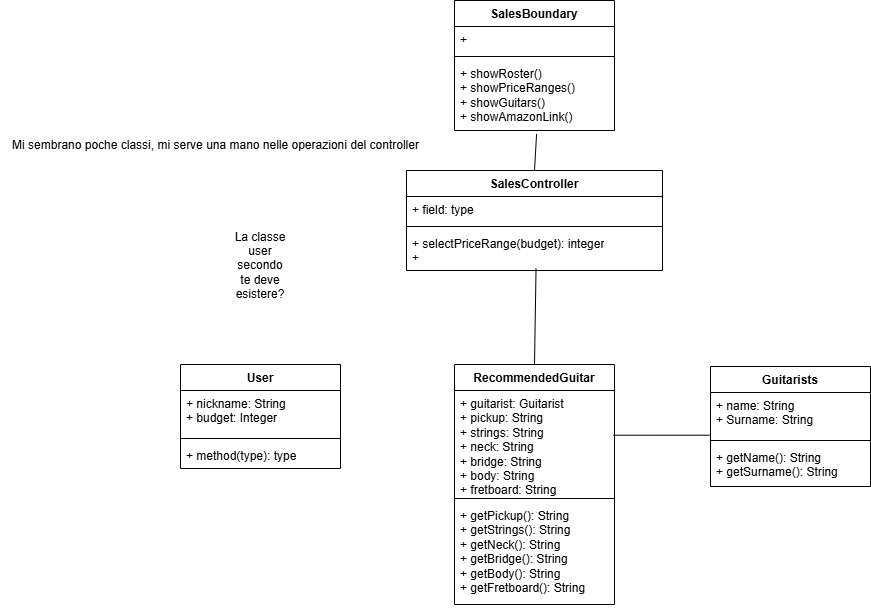 SalesBoundary
+
+ showRoster()
+ showPriceRanges()
+ showGuitars()
+ showAmazonLink()
Mi sembrano poche classi, mi serve una mano nelle operazioni del controller
SalesController
+ field: type
+ selectPriceRange(budget): integer
+
La classe
user
secondo
te deve
esistere?
User
+ nickname: String
+ budget: Integer
+ method(type): type
RecommendedGuitar
+ guitarist: Guitarist
+ pickup: String
+ strings: String
+ neck: String
+ bridge: String
+ body: String
+ fretboard: String
+ getPickup(): String
+ getStrings(): String
+ getNeck(): String
+ getBridge(): String
+ getBody(): String
+ getFretboard(): String
Guitarists
+ name: String
+ Surname: String
+ getName(): String
+ getSurname(): String